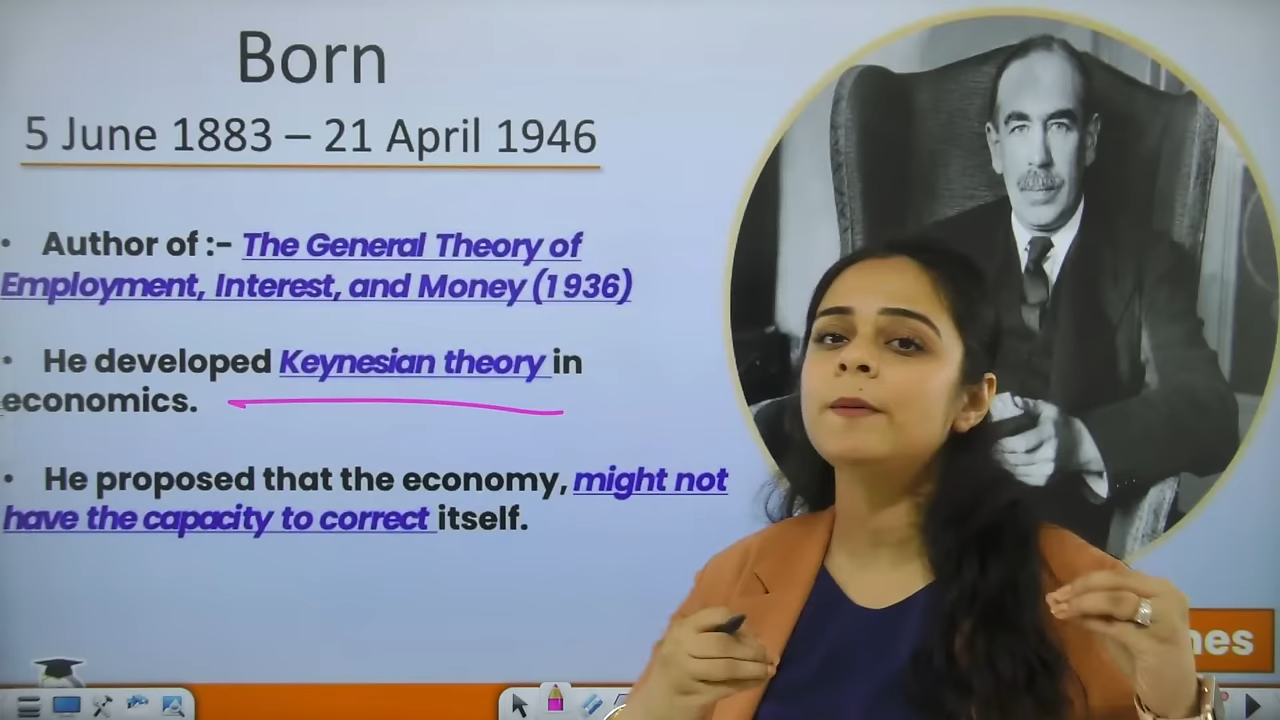 Born
5 June 1883 – 21 April 1946
• Author of :- The General Theory of
Employment, Interest, and Money (1936)
• He developed Keynesian theory in
economics.
• He proposed that the economy, might not
have the capacity to correct itself.